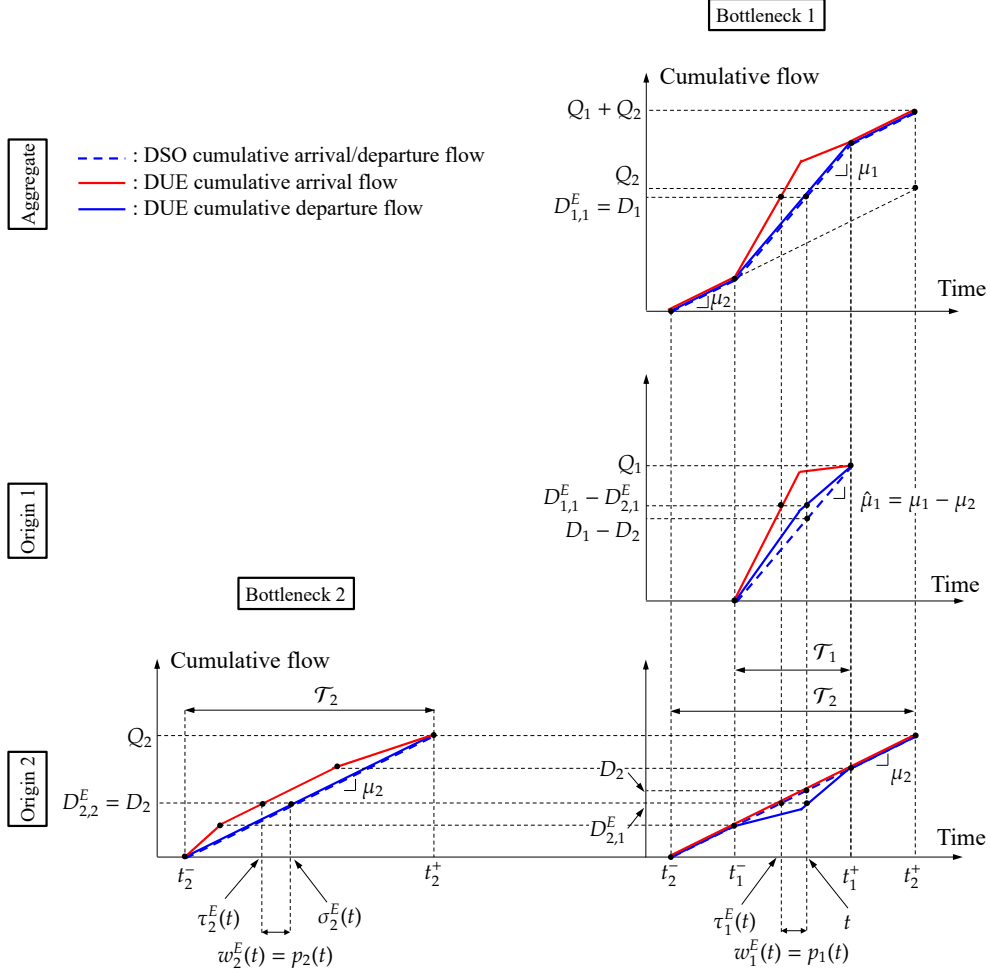 Bottleneck 1
Cumulative flow
Q₁ + Q₂
Aggregate
: DSO cumulative arrival/departure flow
: DUE cumulative arrival flow
: DUE cumulative departure flow
μ₁
Q₂
D^E_{1,1} = D₁
Time
μ₂
Origin 1
Q₁
D^E_{1,1} − D^E_{2,1}
μ̂₁ = μ₁ − μ₂
D₁ − D₂
Time
Bottleneck 2
Cumulative flow
𝒯₁
𝒯₂
𝒯₂
Origin 2
Q₂
D₂
μ₂
μ₂
D^E_{2,2} = D₂
D^E_{2,1}
Time
t₂⁻
t₂⁺
t₂⁻
t₁⁻
t₁⁺
t₂⁺
τ^E_2(t)
σ^E_2(t)
τ^E_1(t)
t
w^E_2(t) = p₂(t)
w^E_1(t) = p₁(t)